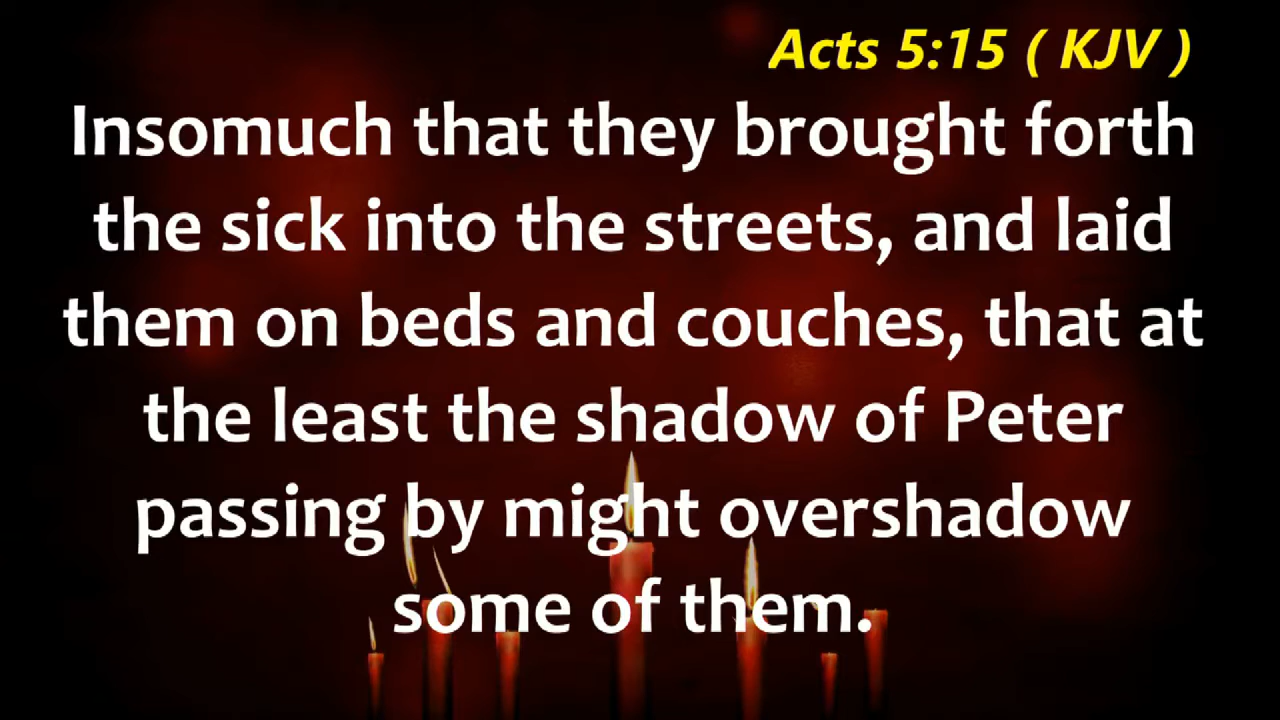 Acts 5:15 ( KJV )
Insomuch that they brought forth
the sick into the streets, and laid
them on beds and couches, that at
the least the shadow of Peter
passing by might overshadow
some of them.